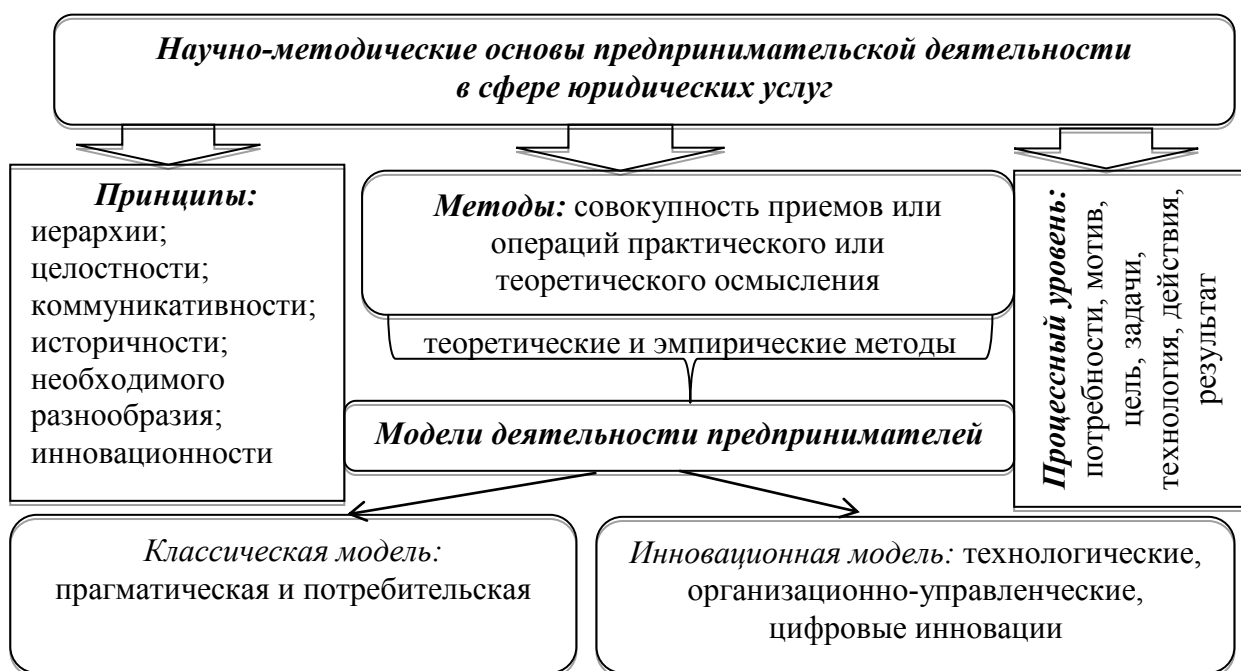 Научно-методические основы предпринимательской деятельности
в сфере юридических услуг
Принципы:
иерархии;
целостности;
коммуникативности;
историчности;
необходимого
разнообразия;
инновационности
Методы: совокупность приемов или
операций практического или
теоретического осмысления
теоретические и эмпирические методы
Модели деятельности предпринимателей
Процессный уровень:
потребности, мотив,
цель, задачи,
технология, действия,
результат
Классическая модель:
прагматическая и потребительская
Инновационная модель: технологические,
организационно-управленческие,
цифровые инновации